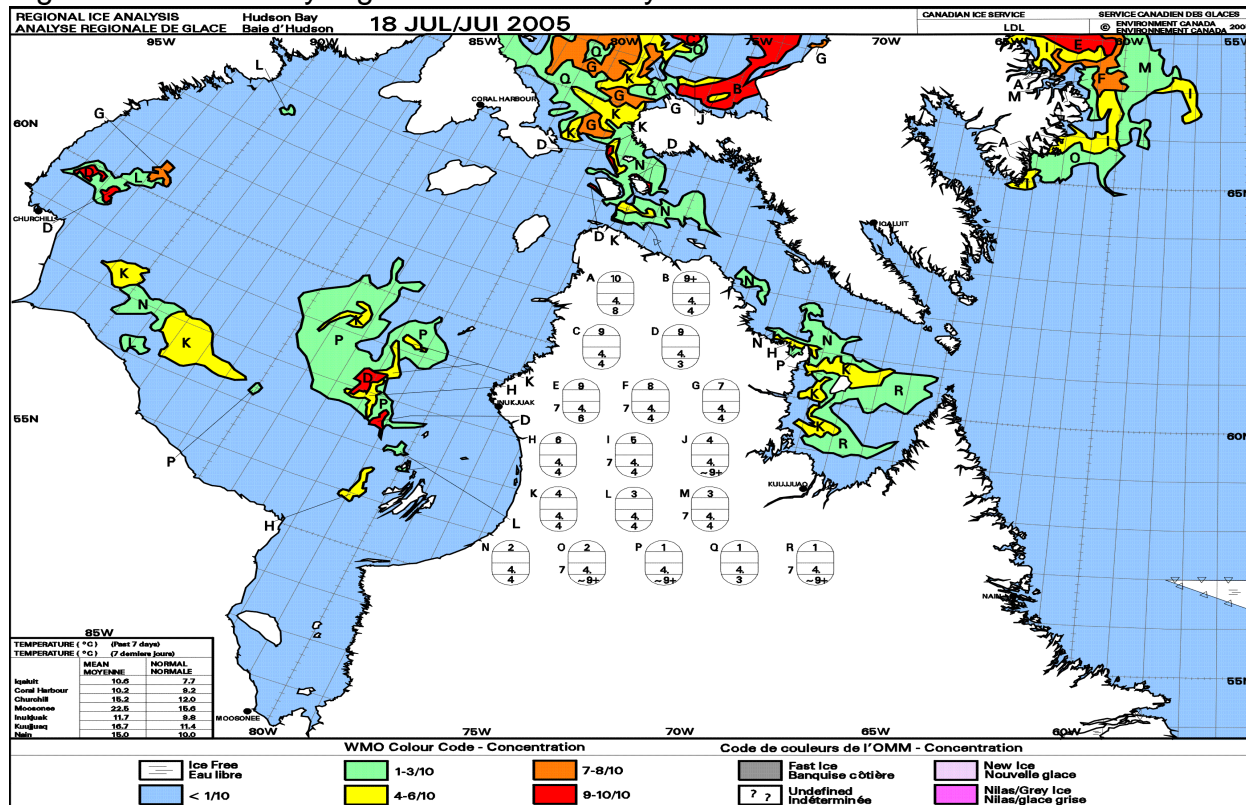 REGIONAL ICE ANALYSIS
ANALYSE REGIONALE DE GLACE
Hudson Bay
Baie d'Hudson
18 JUL/JUI 2005
CANADIAN ICE SERVICE
LDL
SERVICE CANADIEN DES GLACES
© ENVIRONMENT CANADA
ENVIRONNEMENT CANADA 200
95W 90W 85W 80W 75W 70W 65W 60W 55W
60N
55N
65N
60N
55N
CORAL HARBOUR
CHURCHILL
IQALUIT
INUKJUAK
KUUJJUAQ
NAIN
MOOSONEE
A 10 4. 8
B 9+ 4. 4
C 9 4. 4
D 9 4. 3
E 9 7 4. 6
F 8 7 4. 4
G 7 4. 4
H 6 4. 4
I 5 7 4. 4
J 4 4. ~9+
K 4 4. 4
L 3 4. 4
M 3 7 4. 4
N 2 4. 4
O 2 7 4. ~9+
P 1 4. ~9+
Q 1 4. 3
R 1 7 4. ~9+
85W
80W 75W 70W 65W 60W
TEMPERATURE (°C) (Past 7 days)
TEMPERATURE (°C) (7 derniers jours)
MEAN NORMAL
MOYENNE NORMALE
Iqaluit 10.6 7.7
Coral Harbour 10.2 9.2
Churchill 15.2 12.0
Moosonee 22.5 15.6
Inukjuak 11.7 9.8
Kuujjuaq 16.7 11.4
Nain 15.0 10.0
WMO Colour Code - Concentration
Code de couleurs de l'OMM - Concentration
Ice Free
Eau libre
< 1/10
1-3/10
4-6/10
7-8/10
9-10/10
Fast Ice
Banquise côtière
? ? Undefined
Indéterminée
New Ice
Nouvelle glace
Nilas/Grey Ice
Nilas/glace grise